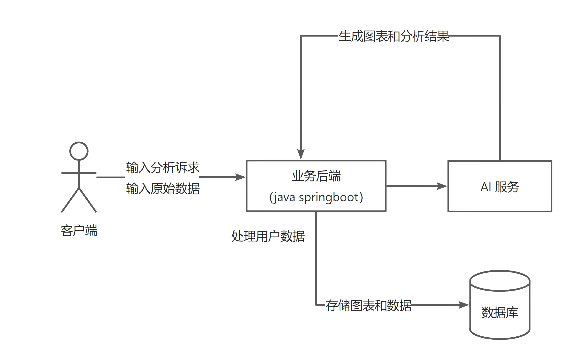 生成图表和分析结果
输入分析诉求
输入原始数据
业务后端
(java springboot)
AI 服务
客户端
处理用户数据
存储图表和数据
数据库